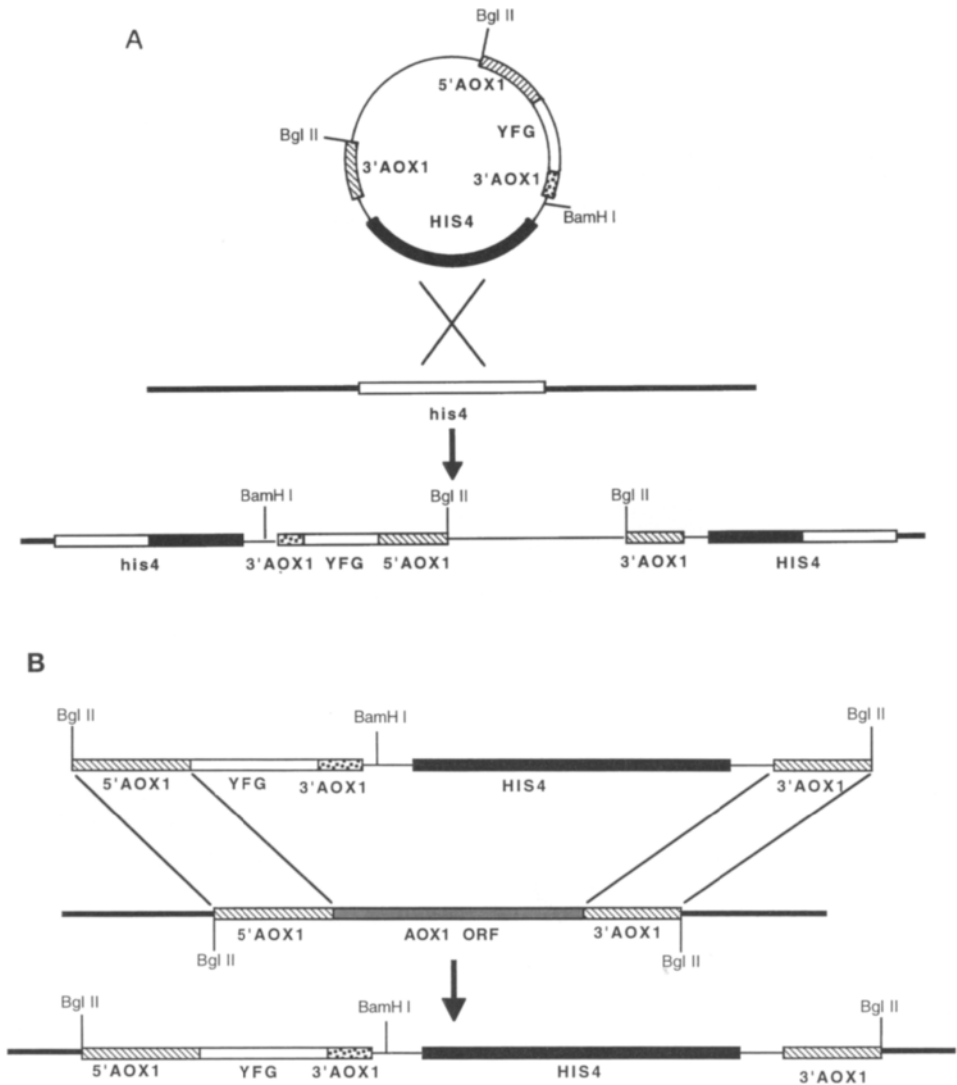 A
Bgl II
5'AOX1
YFG
Bgl II
3'AOX1
3'AOX1
BamH I
HIS4
his4
BamH I
Bgl II
Bgl II
his4
3'AOX1
YFG
5'AOX1
3'AOX1
HIS4
B
Bgl II
BamH I
Bgl II
5'AOX1
YFG
3'AOX1
HIS4
3'AOX1
5'AOX1
AOX1 ORF
3'AOX1
Bgl II
Bgl II
Bgl II
BamH I
Bgl II
5'AOX1
YFG
3'AOX1
HIS4
3'AOX1